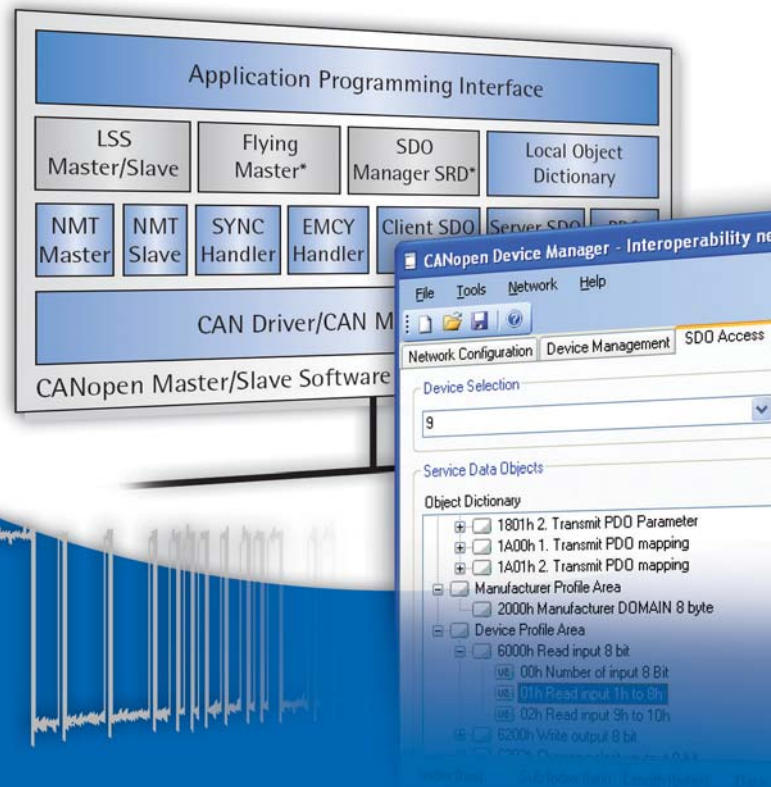 Application Programming Interface
LSS
Master/Slave
Flying
Master*
SDO
Manager SRD*
Local Object
Dictionary
NMT
Master
NMT
Slave
SYNC
Handler
EMCY
Handler
Client SDO
Server SDO
CAN Driver/CAN M
CANopen Master/Slave Software
CANopen Device Manager - Interoperability ne
File Tools Network Help
Network Configuration Device Management SDO Access
Device Selection
9
Service Data Objects
Object Dictionary
1801h 2. Transmit PDO Parameter
1A00h 1. Transmit PDO mapping
1A01h 2. Transmit PDO mapping
Manufacturer Profile Area
2000h Manufacturer DOMAIN 8 byte
Device Profile Area
6000h Read input 8 bit
00h Number of input 8 Bit
01h Read input 1h to 8h
02h Read input 9h to 10h
6200h Write output 8 bit